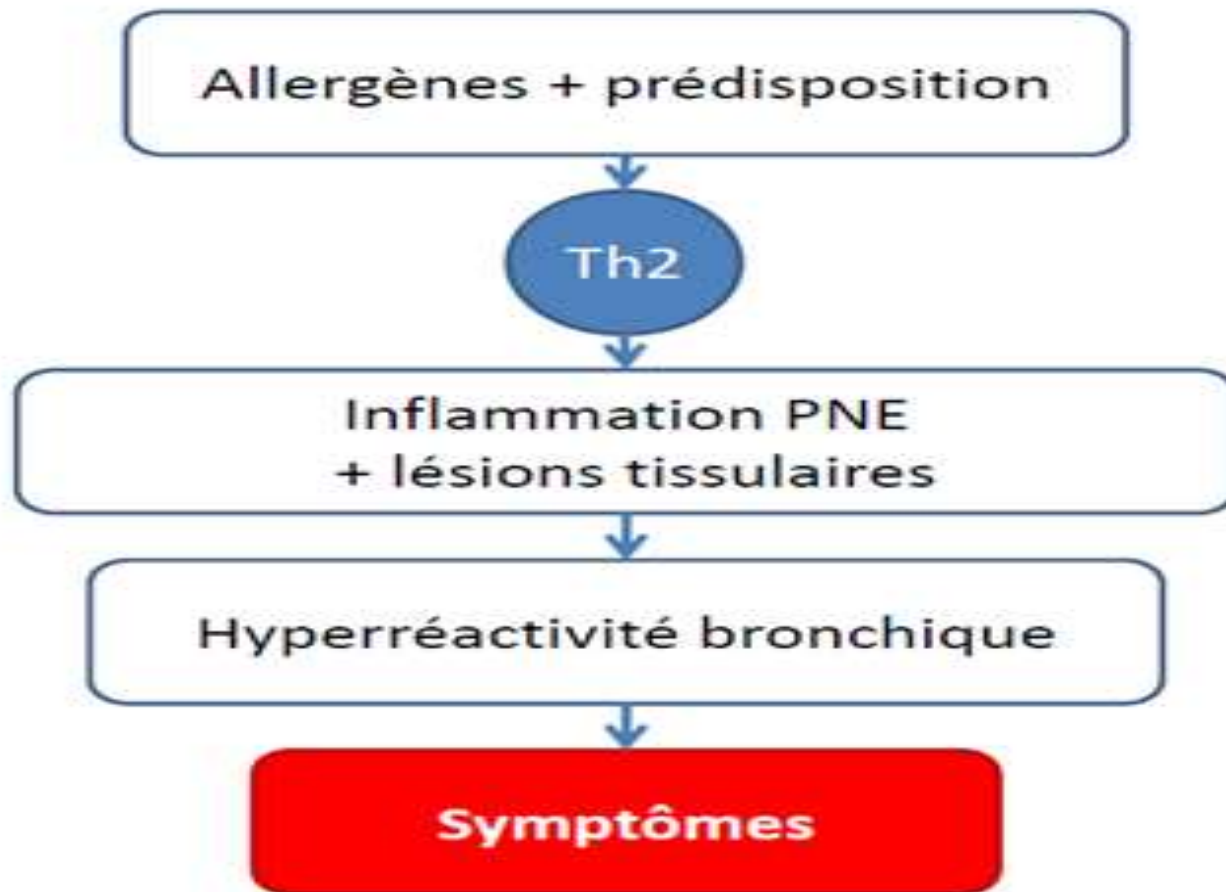 Allergènes + prédisposition
Th2
Inflammation PNE
+ lésions tissulaires
Hyperréactivité bronchique
Symptômes